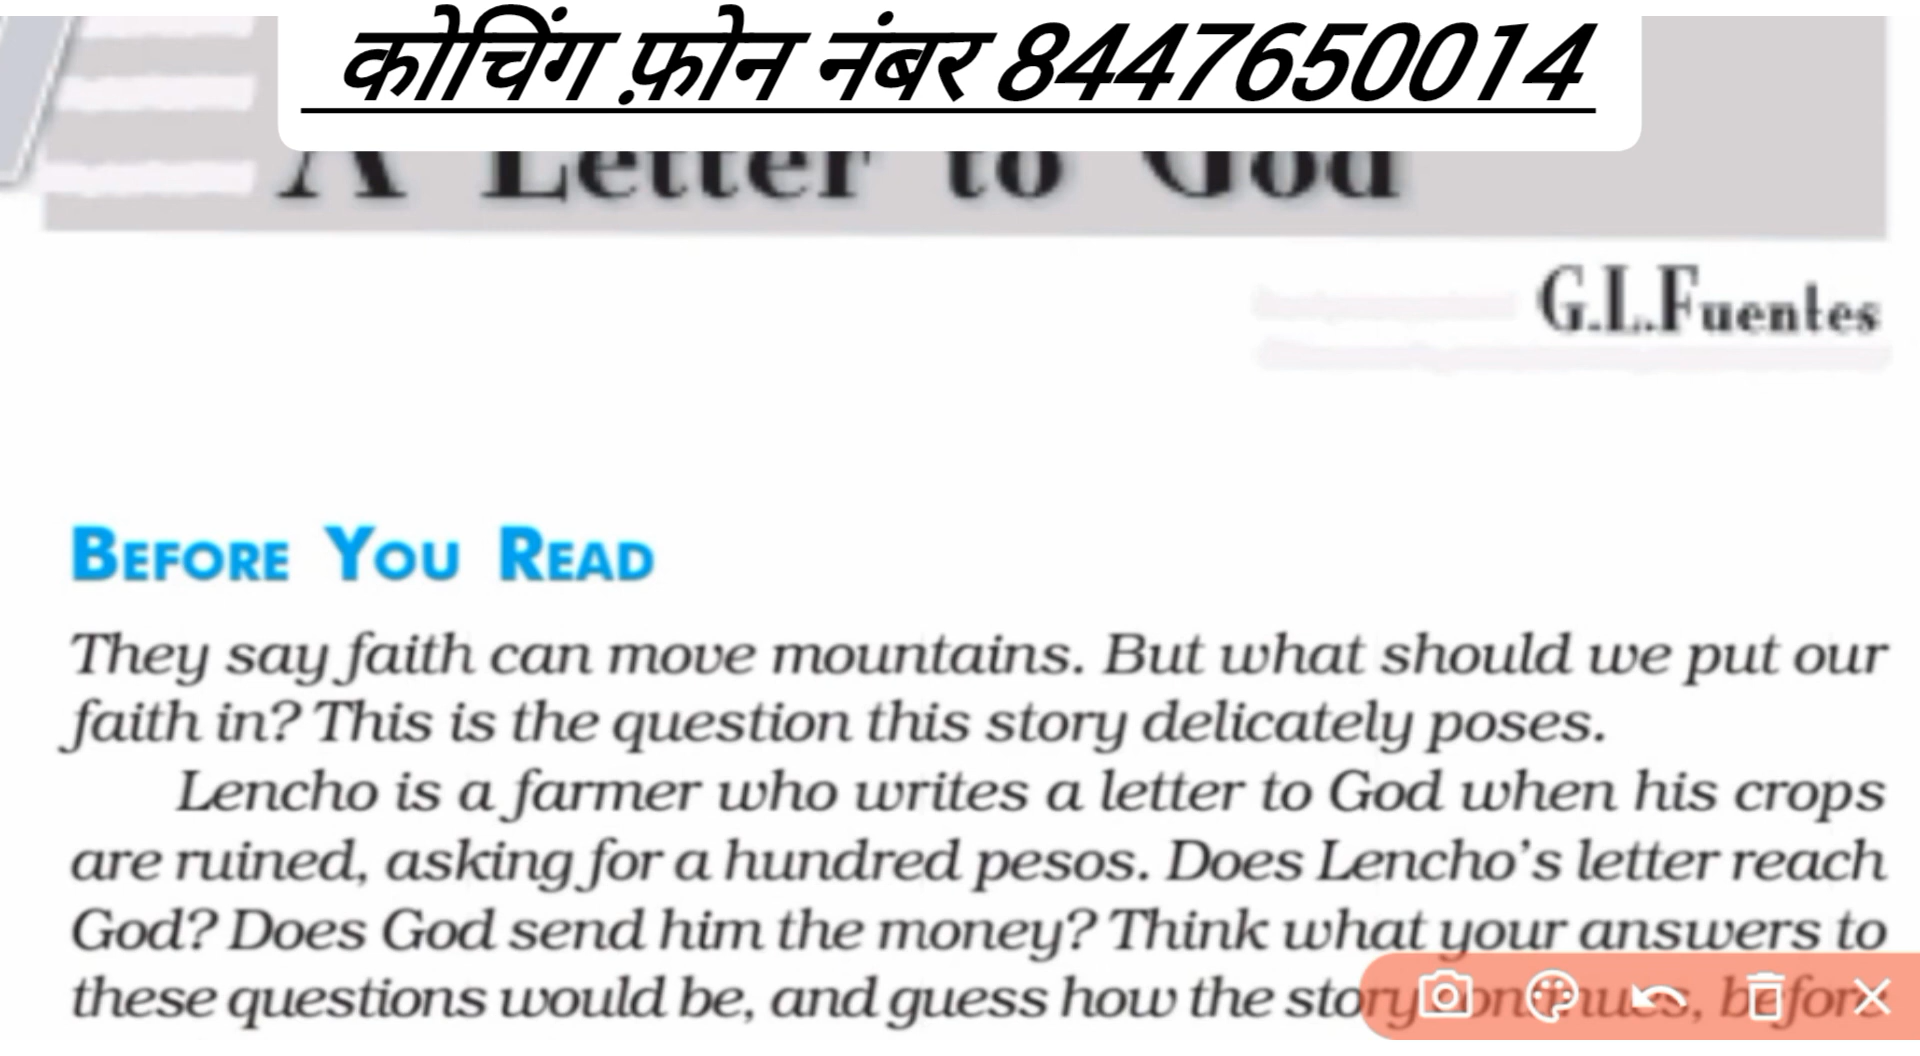 कोचिंग फ़ोन नंबर 8447650014
A Letter to God
G.L.Fuentes
BEFORE YOU READ
They say faith can move mountains. But what should we put our
faith in? This is the question this story delicately poses.
Lencho is a farmer who writes a letter to God when his crops
are ruined, asking for a hundred pesos. Does Lencho's letter reach
God? Does God send him the money? Think what your answers to
these questions would be, and guess how the story continues, before